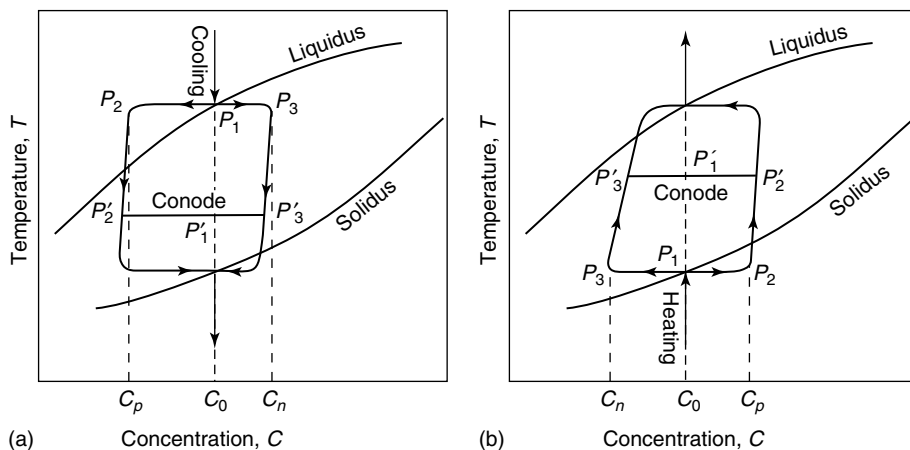 Cooling
Liquidus
P₂
P₁
P₃
Conode
P′₂
P′₁
P′₃
Solidus
Temperature, T
Cₚ
C₀
Cₙ
(a)
Concentration, C
Liquidus
P′₁
P′₃
P′₂
Conode
Solidus
P₁
P₃
P₂
Heating
Temperature, T
Cₙ
C₀
Cₚ
(b)
Concentration, C